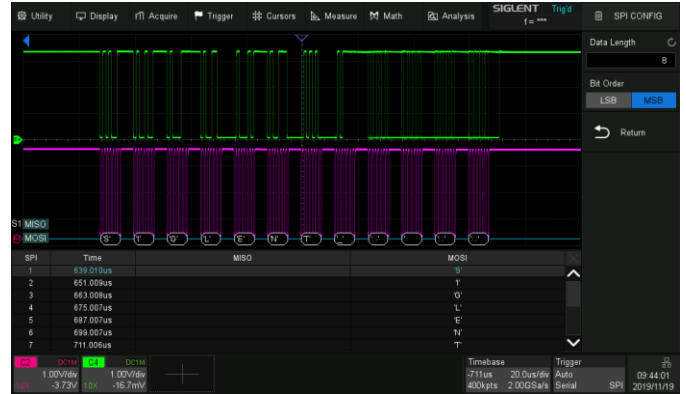 Utility Display Acquire Trigger Cursors Measure Math Analysis SIGLENT Trig'd SPI CONFIG
f = ***
Data Length
8
Bit Order
LSB MSB
Return
S1 MISO
MOSI
'S' 'I' 'G' 'L' 'E' 'N' 'T' '_'
SPI Time MISO MOSI
1 639.010us 'S'
2 651.009us 'I'
3 663.008us 'G'
4 675.007us 'L'
5 687.007us 'E'
6 699.007us 'N'
7 711.006us 'T'
C2 DC1M C4 DC1M Timebase Trigger
1.00V/div 1.00V/div -711us 20.0us/div Auto 09:44:01
10X -3.73V 10X -16.7mV 400kpts 2.00GSa/s Serial SPI 2019/11/19